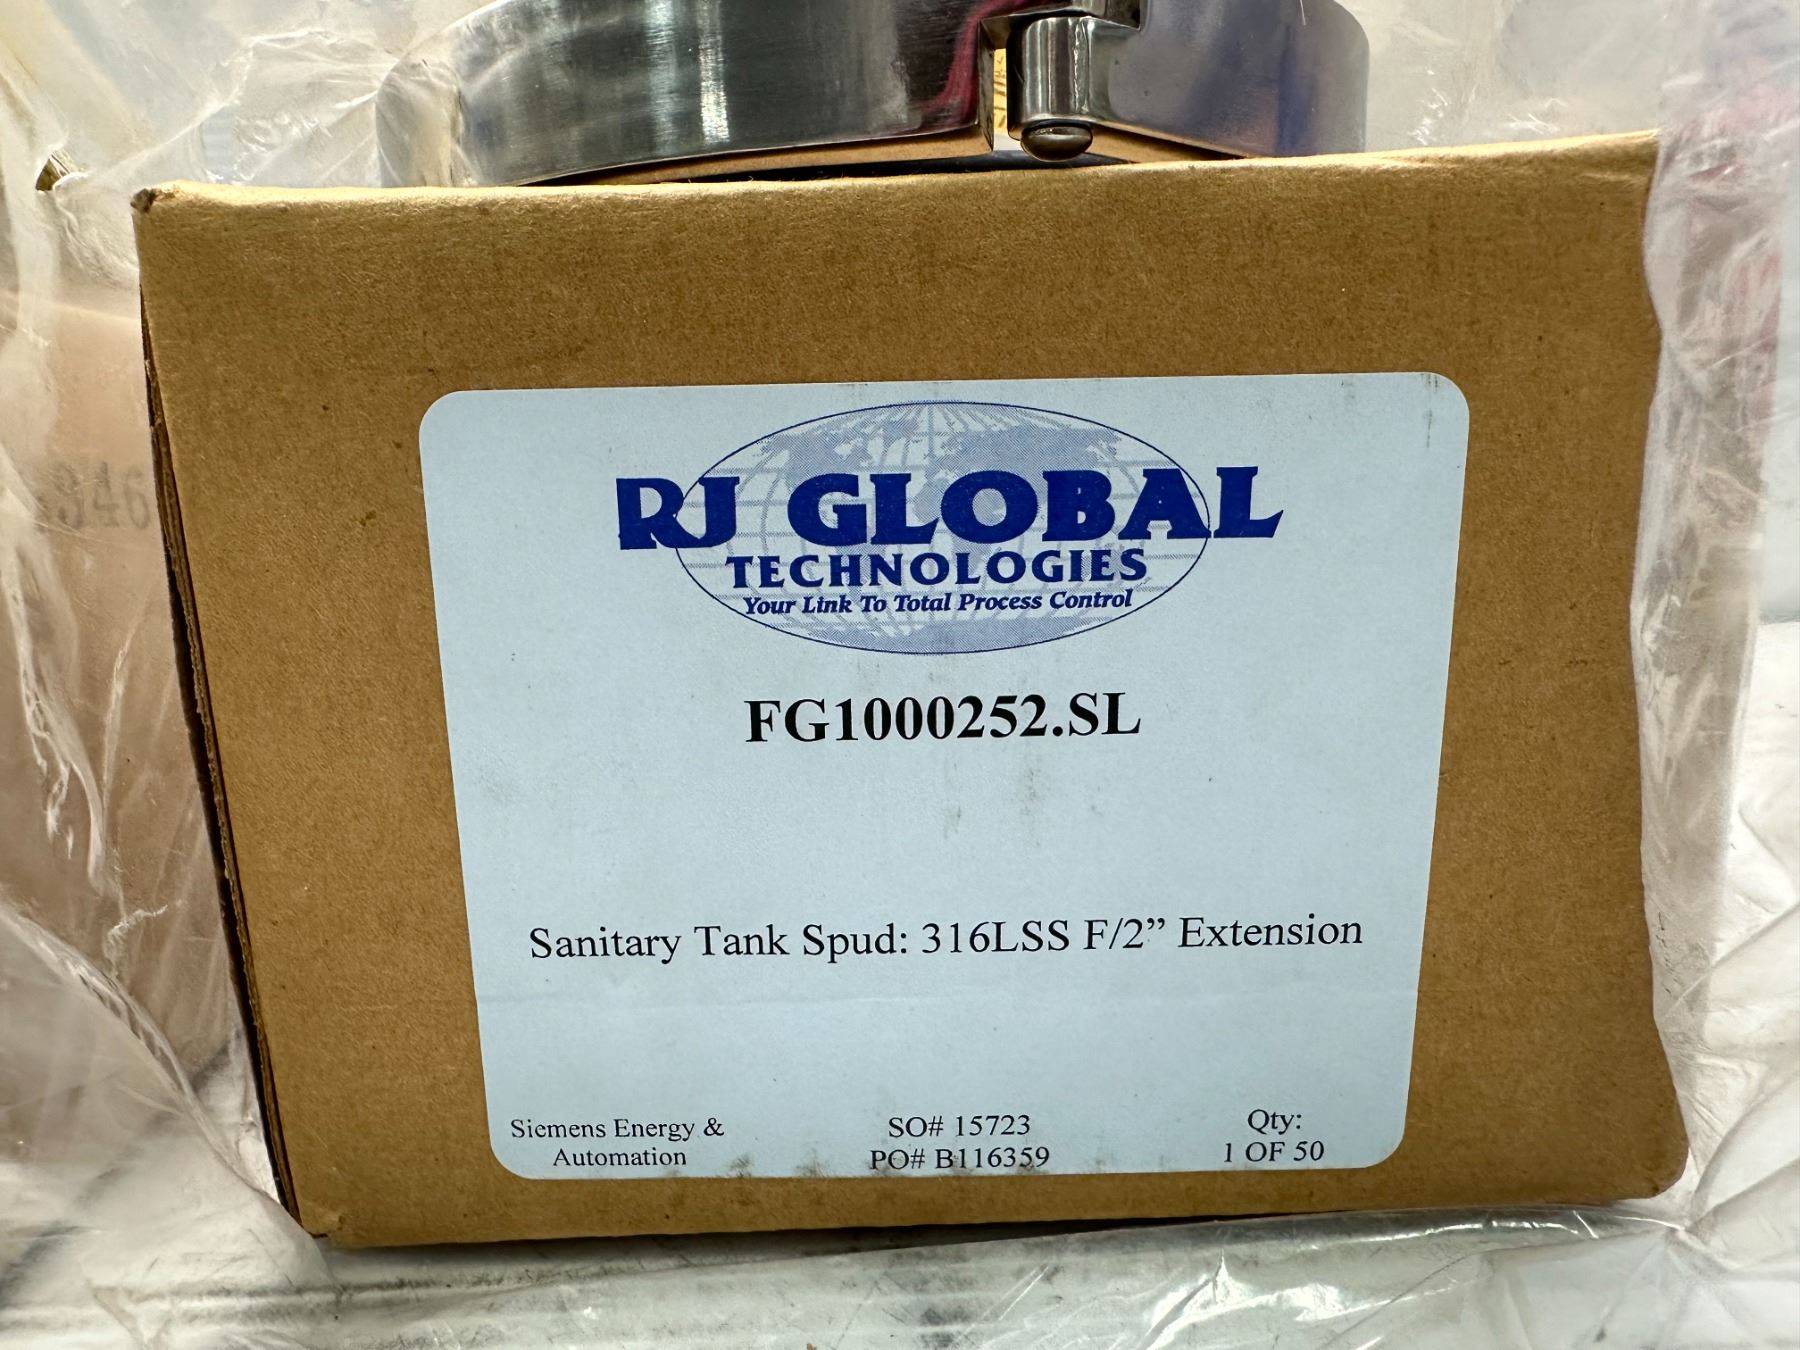 RJ GLOBAL
TECHNOLOGIES
Your Link To Total Process Control
FG1000252.SL
Sanitary Tank Spud: 316LSS F/2” Extension
Siemens Energy &
Automation
SO# 15723
PO# B116359
Qty:
1 OF 50